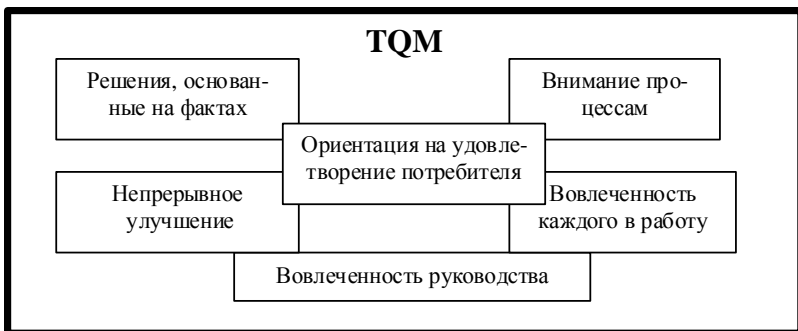 TQM
Решения, основан-
ные на фактах
Внимание про-
цессам
Ориентация на удовле-
творение потребителя
Непрерывное
улучшение
Вовлеченность
каждого в работу
Вовлеченность руководства